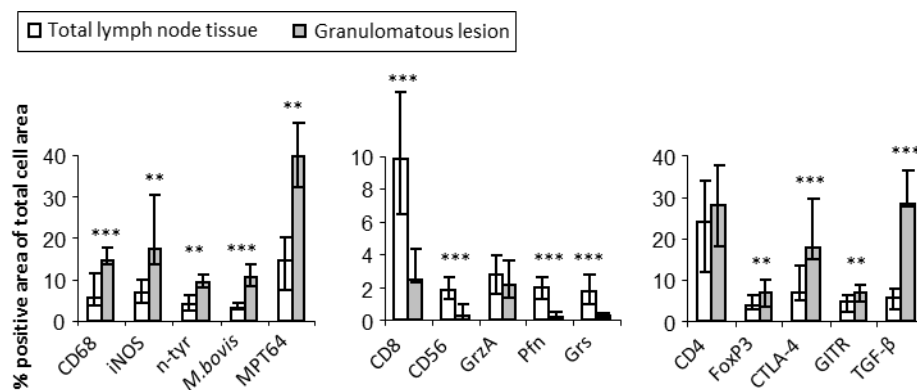 Total lymph node tissue
Granulomatous lesion
% positive area of total cell area
40
30
20
10
0
***
**
**
***
**
CD68
iNOS
n-tyr
M.bovis
MPT64
10
8
6
4
2
0
***
***
***
***
CD8
CD56
GrzA
Pfn
Grs
40
30
20
10
0
**
***
**
***
CD4
FoxP3
CTLA-4
GITR
TGF-β